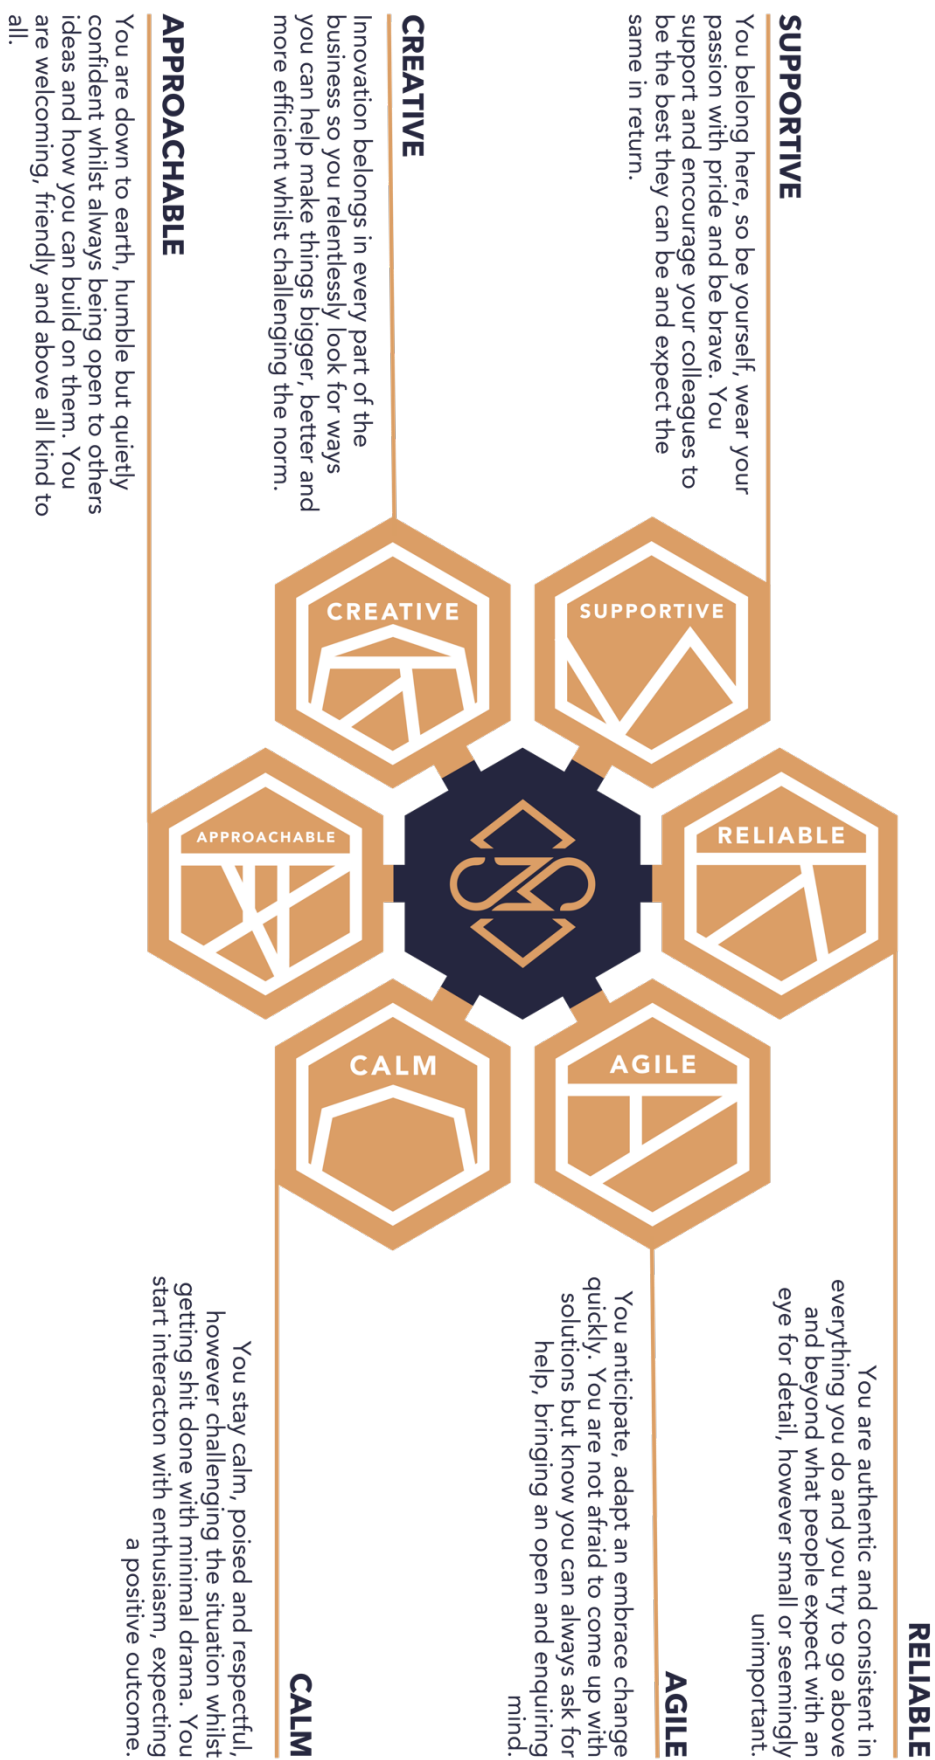 SUPPORTIVE
You belong here, so be yourself, wear your
passion with pride and be brave. You
support and encourage your colleagues to
be the best they can be and expect the
same in return.
CREATIVE
Innovation belongs in every part of the
business so you relentlessly look for ways
you can help make things bigger, better and
more efficient whilst challenging the norm.
APPROACHABLE
You are down to earth, humble but quietly
confident whilst always being open to others
ideas and how you can build on them. You
are welcoming, friendly and above all kind to
all.
CREATIVE
SUPPORTIVE
APPROACHABLE
RELIABLE
SMS
CALM
AGILE
RELIABLE
You are authentic and consistent in
everything you do and you try to go above
and beyond what people expect with an
eye for detail, however small or seemingly
unimportant.
AGILE
You anticipate, adapt an embrace change
quickly. You are not afraid to come up with
solutions but know you can always ask for
help, bringing an open and enquiring
mind.
CALM
You stay calm, poised and respectful,
however challenging the situation whilst
getting shit done with minimal drama. You
start interacton with enthusiasm, expecting
a positive outcome.